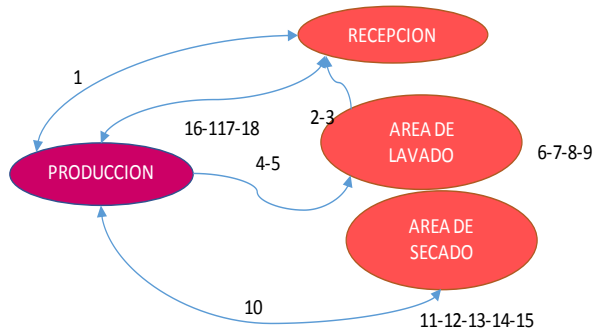 RECEPCION
1
2-3
16-117-18
AREA DE
LAVADO
6-7-8-9
4-5
PRODUCCION
AREA DE
SECADO
10
11-12-13-14-15